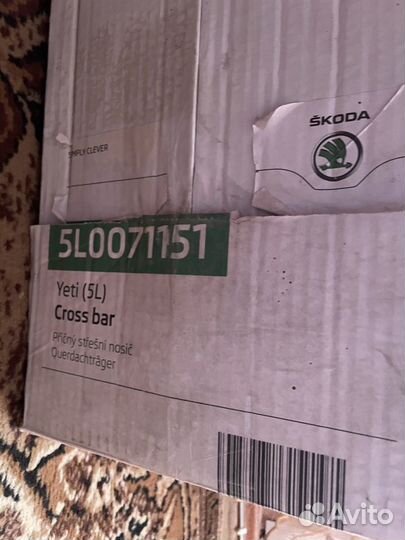 ŠKODA
SIMPLY CLEVER
5L0071151
Yeti (5L)
Cross bar
Příčný střešní nosič
Querdachträger
Avito